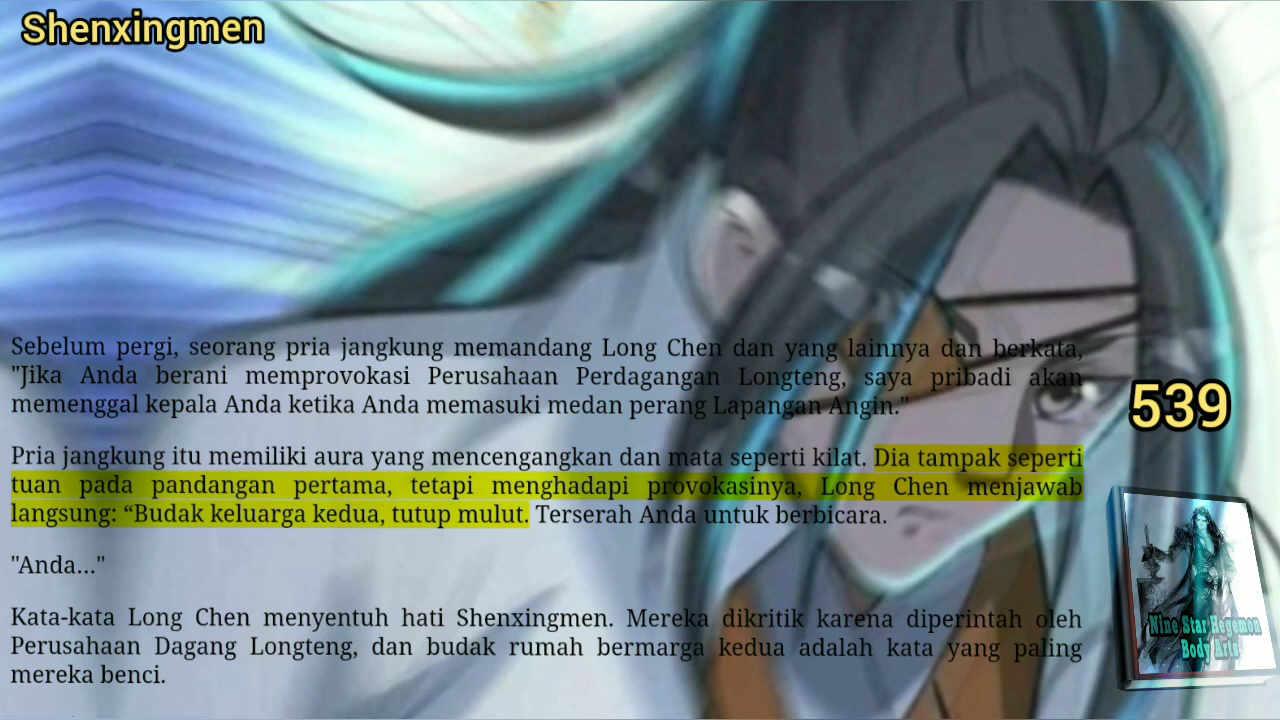 Shenxingmen
Sebelum pergi, seorang pria jangkung memandang Long Chen dan yang lainnya dan berkata,
"Jika Anda berani memprovokasi Perusahaan Perdagangan Longteng, saya pribadi akan
memenggal kepala Anda ketika Anda memasuki medan perang Lapangan Angin."
539
Pria jangkung itu memiliki aura yang mencengangkan dan mata seperti kilat. Dia tampak seperti
tuan pada pandangan pertama, tetapi menghadapi provokasinya, Long Chen menjawab
langsung: “Budak keluarga kedua, tutup mulut. Terserah Anda untuk berbicara.
"Anda..."
Kata-kata Long Chen menyentuh hati Shenxingmen. Mereka dikritik karena diperintah oleh
Perusahaan Dagang Longteng, dan budak rumah bermarga kedua adalah kata yang paling
mereka benci.
Nine Star Hegemon
Body Arts